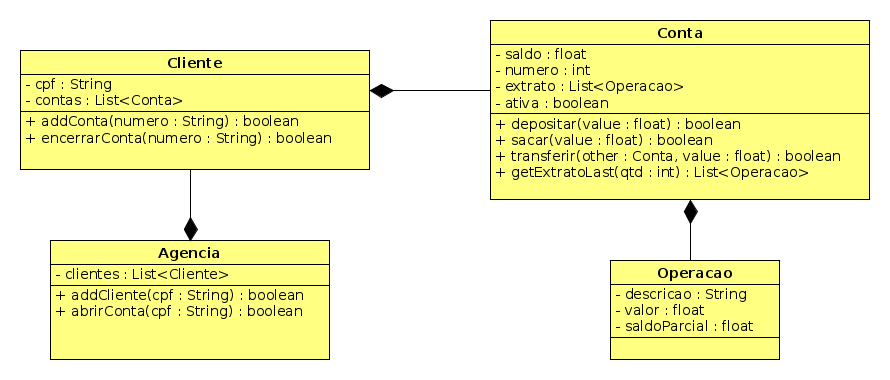 Cliente
- cpf : String
- contas : List<Conta>
+ addConta(numero : String) : boolean
+ encerrarConta(numero : String) : boolean
Conta
- saldo : float
- numero : int
- extrato : List<Operacao>
- ativa : boolean
+ depositar(value : float) : boolean
+ sacar(value : float) : boolean
+ transferir(other : Conta, value : float) : boolean
+ getExtratoLast(qtd : int) : List<Operacao>
Agencia
- clientes : List<Cliente>
+ addCliente(cpf : String) : boolean
+ abrirConta(cpf : String) : boolean
Operacao
- descricao : String
- valor : float
- saldoParcial : float